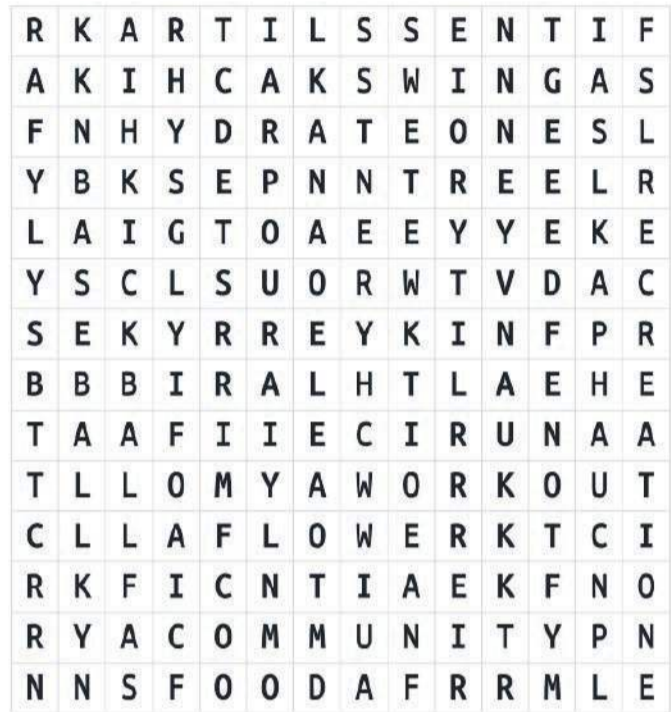 R K A R T I L S S E N T I F
A K I H C A K S W I N G A S
F N H Y D R A T E O N E S L
Y B K S E P N N T R E E L R
L A I G T O A E E Y Y E K E
Y S C L S U O R W T V D A C
S E K Y R R E Y K I N F P R
B B B I R A L H T L A E H E
T A A F I I E C I R U N A A
T L L O M Y A W O R K O U T
C L L A F L O W E R K T C I
R K F I C N T I A E K F N O
R Y A C O M M U N I T Y P N
N N S F O O D A F R R M L E